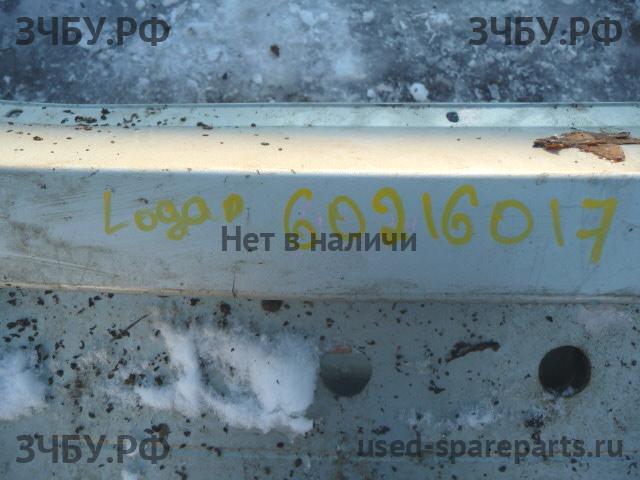 ЗЧБУ.РФ ЗЧБУ.РФ
Logan 60216017
Нет в наличи
ЗЧБУ.РФ used-spareparts.ru